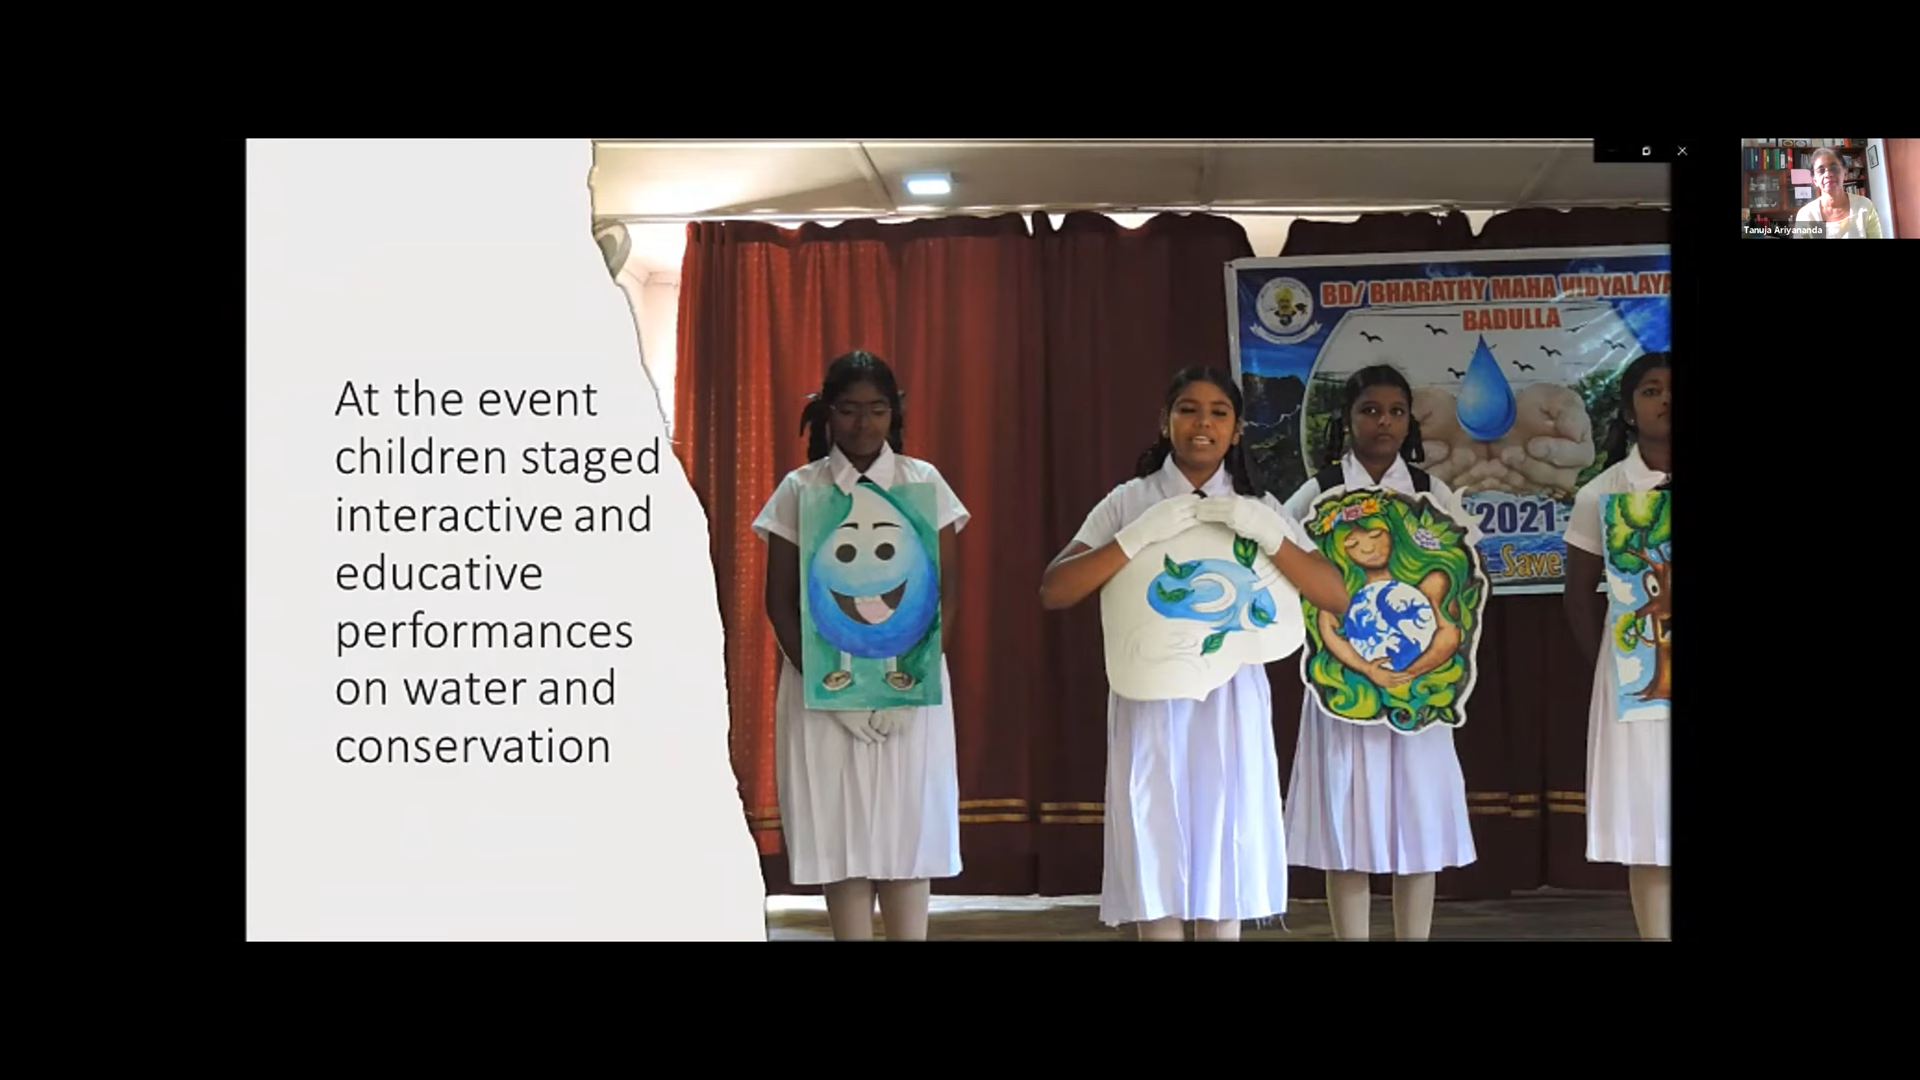 At the event
children staged
interactive and
educative
performances
on water and
conservation
BD/ BHARATHY MAHA VIDYALAYA
BADULLA
2021
Save
Tanuja Ariyananda